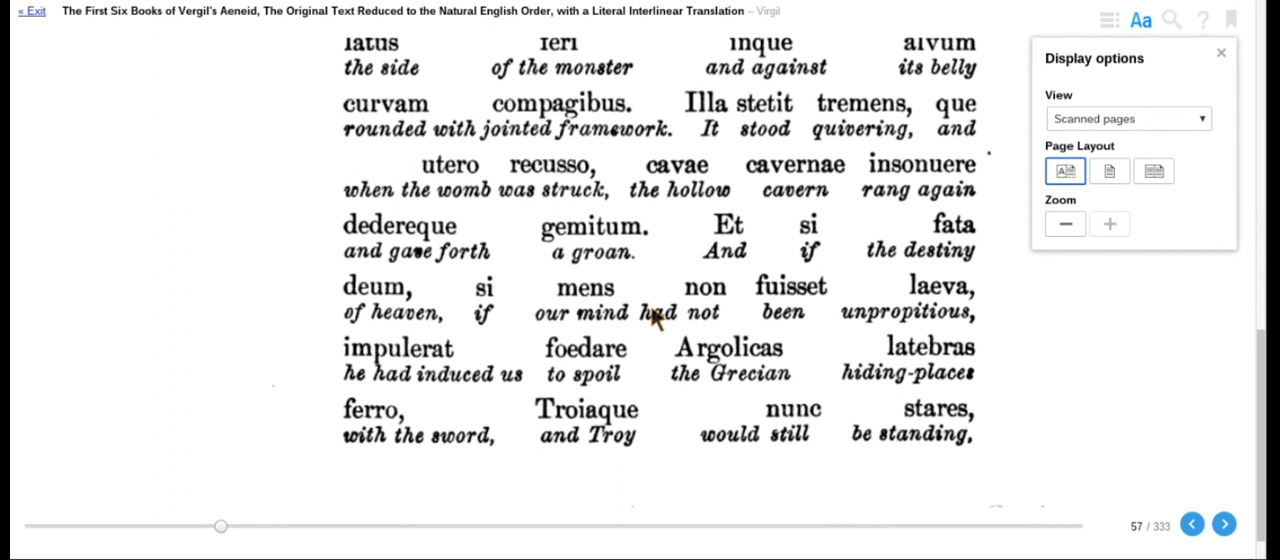 « Exit The First Six Books of Vergil's Aeneid, The Original Text Reduced to the Natural English Order, with a Literal Interlinear Translation – Virgil
Aa
Display options
View
Scanned pages
Page Layout
Zoom
latus feri inque alvum
the side of the monster and against its belly
curvam compagibus. Illa stetit tremens, que
rounded with jointed framework. It stood quivering, and
utero recusso, cavae cavernae insonuere
when the womb was struck, the hollow cavern rang again
dedereque gemitum. Et si fata
and gave forth a groan. And if the destiny
deum, si mens non fuisset laeva,
of heaven, if our mind had not been unpropitious,
impulerat foedare Argolicas latebras
he had induced us to spoil the Grecian hiding-places
ferro, Troiaque nunc stares,
with the sword, and Troy would still be standing,
57 / 333